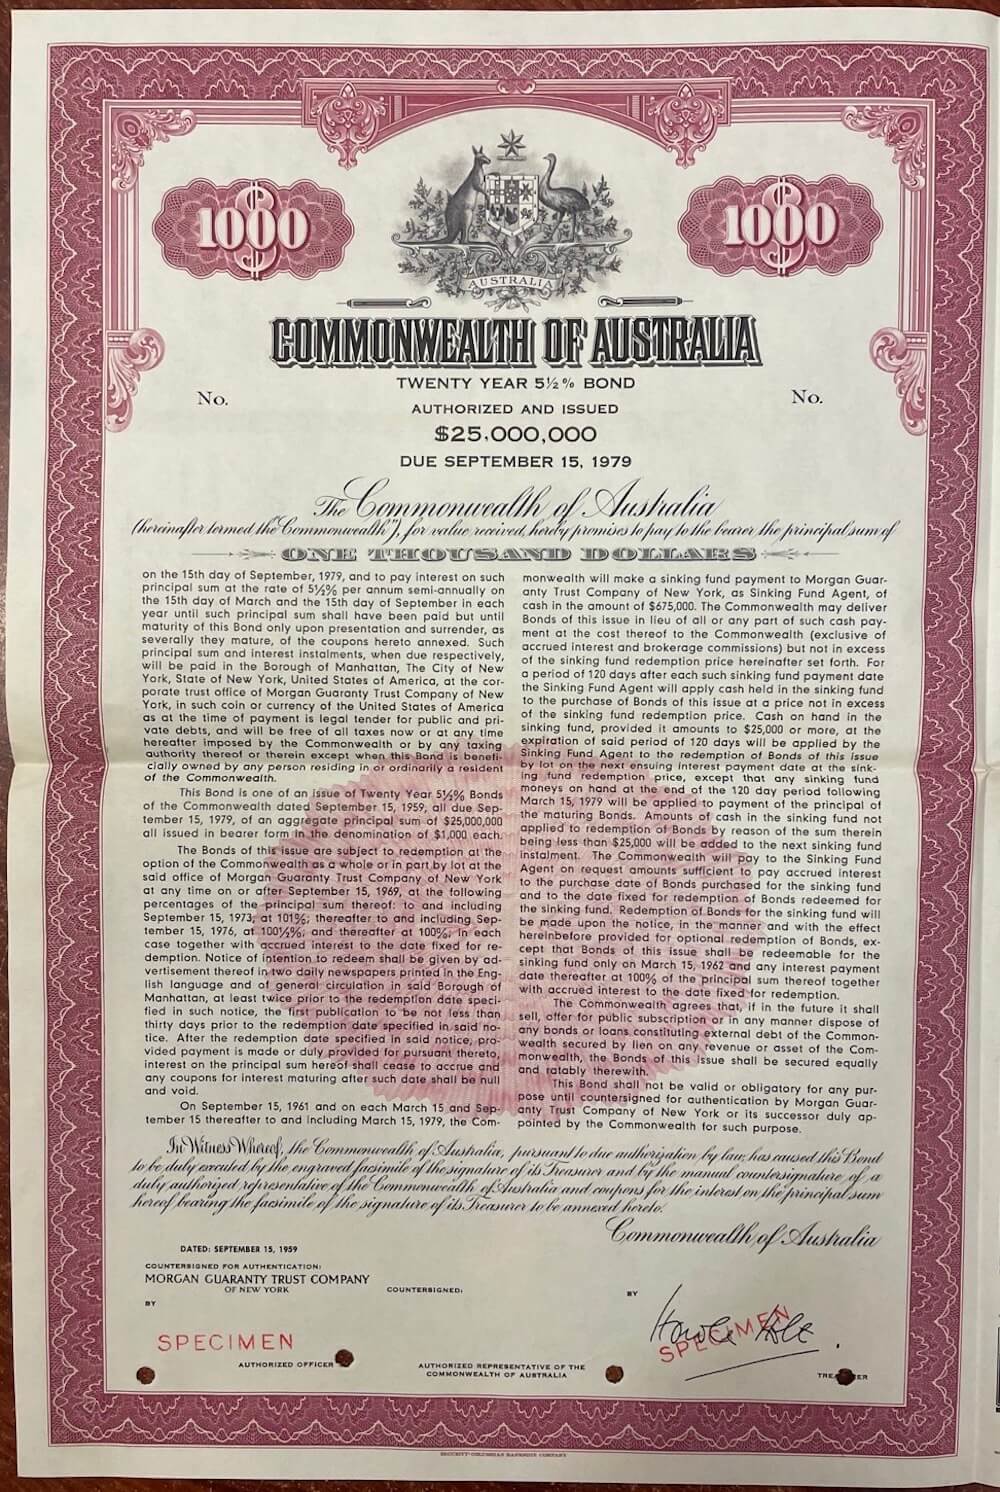 1000
1000
AUSTRALIA
COMMONWEALTH OF AUSTRALIA
TWENTY YEAR 5½% BOND
No.
No.
AUTHORIZED AND ISSUED
$25,000,000
DUE SEPTEMBER 15, 1979
The Commonwealth of Australia
(hereinafter termed the "Commonwealth"), for value received, hereby promises to pay to the bearer the principal sum of
ONE THOUSAND DOLLARS
on the 15th day of September, 1979, and to pay interest on such
principal sum at the rate of 5½% per annum semi-annually on
the 15th day of March and the 15th day of September in each
year until such principal sum shall have been paid but until
maturity of this Bond only upon presentation and surrender, as
severally they mature, of the coupons hereto annexed. Such
principal sum and interest instalments, when due respectively,
will be paid in the Borough of Manhattan, The City of New
York, State of New York, United States of America, at the cor-
porate trust office of Morgan Guaranty Trust Company of New
York, in such coin or currency of the United States of America
as at the time of payment is legal tender for public and pri-
vate debts, and will be free of all taxes now or at any time
hereafter imposed by the Commonwealth or by any taxing
authority thereof or therein except when this Bond is benefi-
cially owned by any person residing in or ordinarily a resident
of the Commonwealth.
This Bond is one of an issue of Twenty Year 5½% Bonds
of the Commonwealth dated September 15, 1959, all due Sep-
tember 15, 1979, of an aggregate principal sum of $25,000,000
all issued in bearer form in the denomination of $1,000 each.
The Bonds of this issue are subject to redemption at the
option of the Commonwealth as a whole or in part by lot at the
said office of Morgan Guaranty Trust Company of New York
at any time on or after September 15, 1969, at the following
percentages of the principal sum thereof: to and including
September 15, 1973, at 101%; thereafter to and including Sep-
tember 15, 1976, at 100½%; and thereafter at 100%; in each
case together with accrued interest to the date fixed for re-
demption. Notice of intention to redeem shall be given by ad-
vertisement thereof in two daily newspapers printed in the Eng-
lish language and of general circulation in said Borough of
Manhattan, at least twice prior to the redemption date speci-
fied in such notice, the first publication to be not less than
thirty days prior to the redemption date specified in said no-
tice. After the redemption date specified in said notice, pro-
vided payment is made or duly provided for pursuant thereto,
interest on the principal sum hereof shall cease to accrue and
any coupons for interest maturing after such date shall be null
and void.
On September 15, 1961 and on each March 15 and Sep-
tember 15 thereafter to and including March 15, 1979, the Com-
monwealth will make a sinking fund payment to Morgan Guar-
anty Trust Company of New York, as Sinking Fund Agent, of
cash in the amount of $675,000. The Commonwealth may deliver
Bonds of this issue in lieu of all or any part of such cash pay-
ment at the cost thereof to the Commonwealth (exclusive of
accrued interest and brokerage commissions) but not in excess
of the sinking fund redemption price hereinafter set forth. For
a period of 120 days after each such sinking fund payment date
the Sinking Fund Agent will apply cash held in the sinking fund
to the purchase of Bonds of this issue at a price not in excess
of the sinking fund redemption price. Cash on hand in the
sinking fund, provided it amounts to $25,000 or more, at the
expiration of said period of 120 days will be applied by the
Sinking Fund Agent to the redemption of Bonds of this issue
by lot on the next ensuing interest payment date at the sink-
ing fund redemption price, except that any sinking fund
moneys on hand at the end of the 120 day period following
March 15, 1979 will be applied to payment of the principal of
the maturing Bonds. Amounts of cash in the sinking fund not
applied to redemption of Bonds by reason of the sum therein
being less than $25,000 will be added to the next sinking fund
instalment. The Commonwealth will pay to the Sinking Fund
Agent on request amounts sufficient to pay accrued interest
to the purchase date of Bonds purchased for the sinking fund
and to the date fixed for redemption of Bonds redeemed for
the sinking fund. Redemption of Bonds for the sinking fund will
be made upon the notice, in the manner and with the effect
hereinbefore provided for optional redemption of Bonds, ex-
cept that Bonds of this issue shall be redeemable for the
sinking fund only on March 15, 1962 and any interest payment
date thereafter at 100% of the principal sum thereof together
with accrued interest to the date fixed for redemption.
The Commonwealth agrees that, if in the future it shall
sell, offer for public subscription or in any manner dispose of
any bonds or loans constituting external debt of the Common-
wealth secured by lien on any revenue or asset of the Com-
monwealth, the Bonds of this issue shall be secured equally
and ratably therewith.
This Bond shall not be valid or obligatory for any pur-
pose until countersigned for authentication by Morgan Guar-
anty Trust Company of New York or its successor duly ap-
pointed by the Commonwealth for such purpose.
In Witness Whereof, the Commonwealth of Australia, pursuant to due authorization by law, has caused this Bond
to be duly executed by the engraved facsimile of the signature of its Treasurer and by the manual countersignature of a
duly authorized representative of the Commonwealth of Australia and coupons for the interest on the principal sum
hereof bearing the facsimile of the signature of its Treasurer to be annexed hereto.
Commonwealth of Australia
DATED: SEPTEMBER 15, 1959
COUNTERSIGNED FOR AUTHENTICATION:
MORGAN GUARANTY TRUST COMPANY
OF NEW YORK
COUNTERSIGNED:
BY
BY
SPECIMEN
SPECIMEN
AUTHORIZED OFFICER
AUTHORIZED REPRESENTATIVE OF THE
COMMONWEALTH OF AUSTRALIA
SECURITY-COLUMBIAN BANKNOTE COMPANY